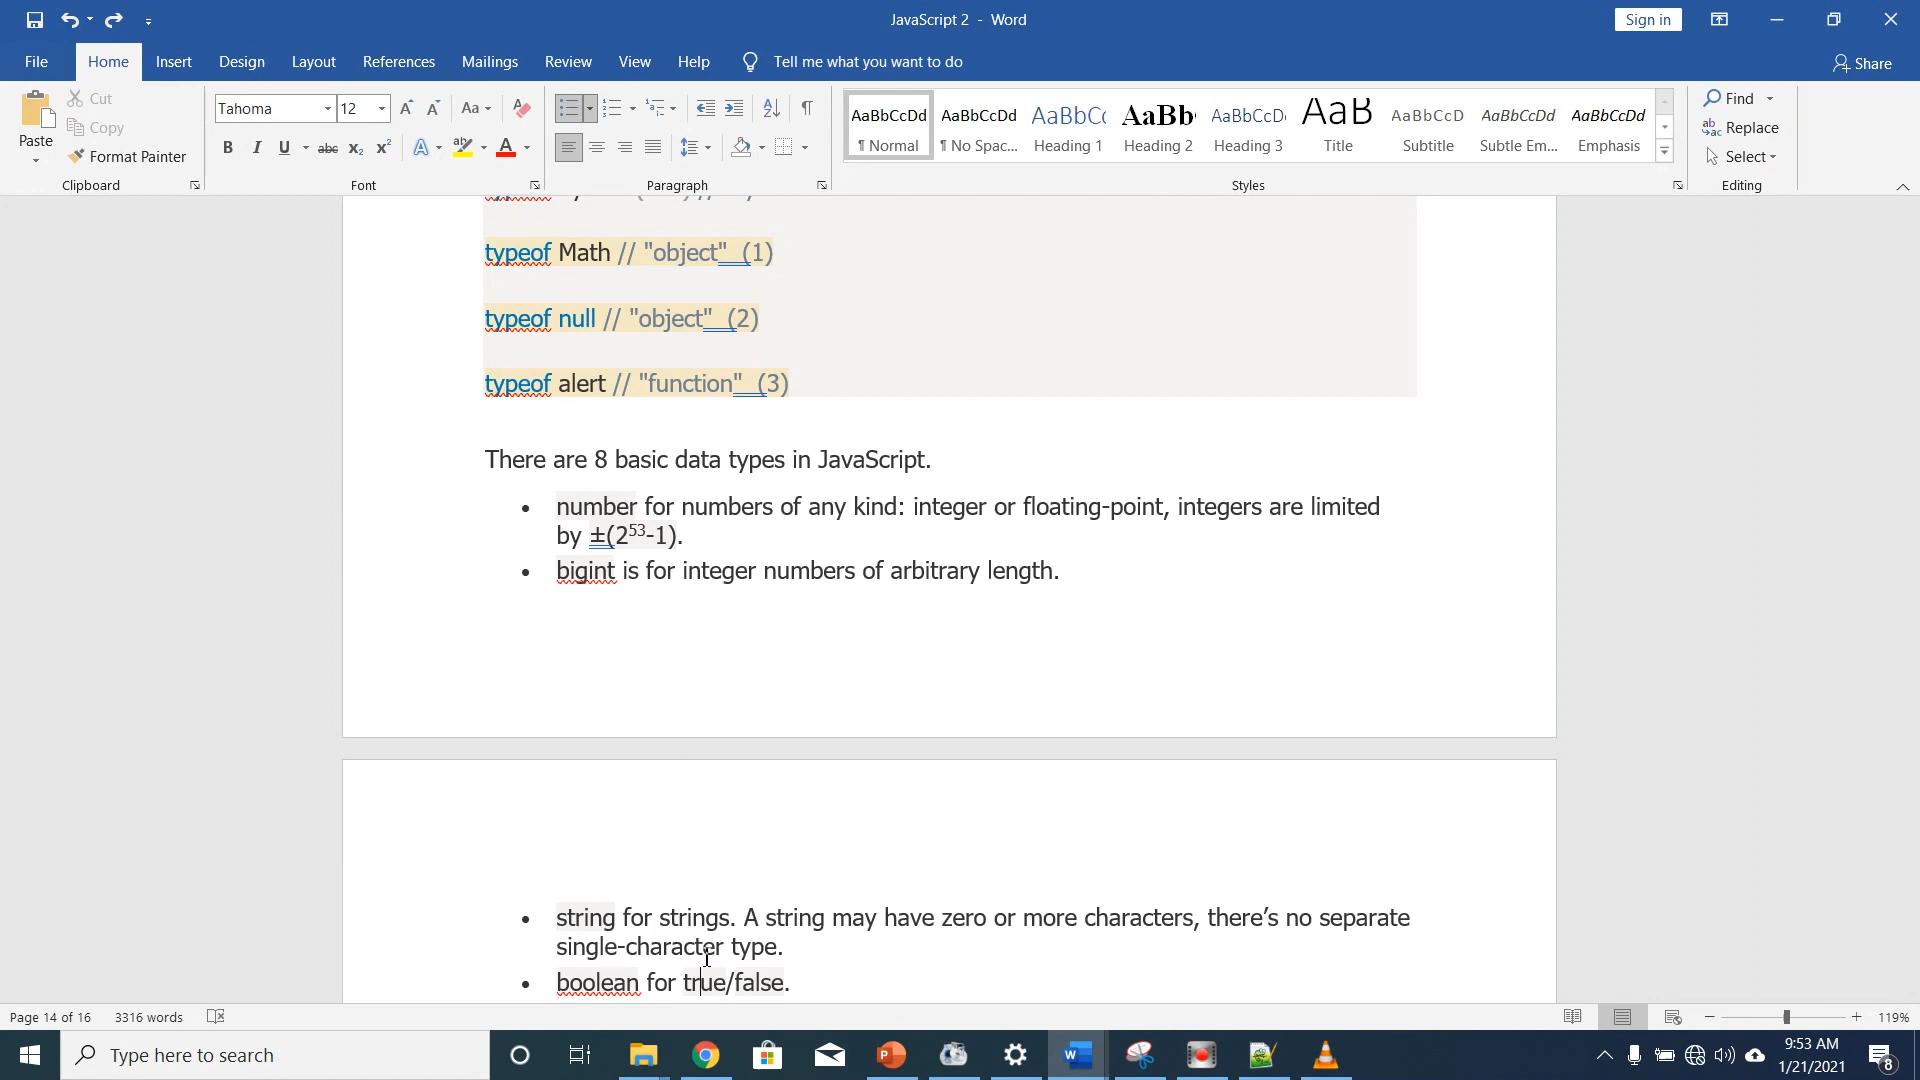 JavaScript 2 - Word
Sign in
File Home Insert Design Layout References Mailings Review View Help Tell me what you want to do
Share
Paste
Cut
Copy
Format Painter
Clipboard
Tahoma 12
Font
Paragraph
AaBbCcDd AaBbCcDd AaBbC AaBb AaBbCcD AaB AaBbCcD AaBbCcDd AaBbCcDd
¶ Normal ¶ No Spac... Heading 1 Heading 2 Heading 3 Title Subtitle Subtle Em... Emphasis
Styles
Find
Replace
Select
Editing
typeof Math // "object" (1)
typeof null // "object" (2)
typeof alert // "function" (3)
There are 8 basic data types in JavaScript.
• number for numbers of any kind: integer or floating-point, integers are limited
by ±(2⁵³-1).
• bigint is for integer numbers of arbitrary length.
• string for strings. A string may have zero or more characters, there’s no separate
single-character type.
• boolean for true/false.
Page 14 of 16 3316 words
119%
Type here to search
9:53 AM
1/21/2021
8